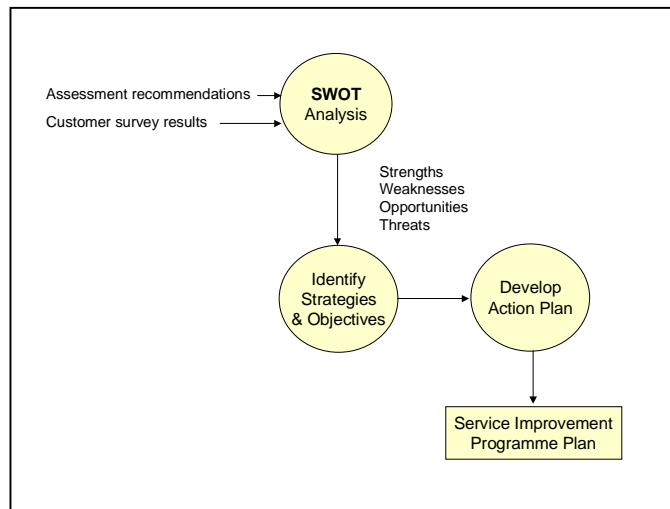 Assessment recommendations
Customer survey results
SWOT
Analysis
Strengths
Weaknesses
Opportunities
Threats
Identify
Strategies
& Objectives
Develop
Action Plan
Service Improvement
Programme Plan